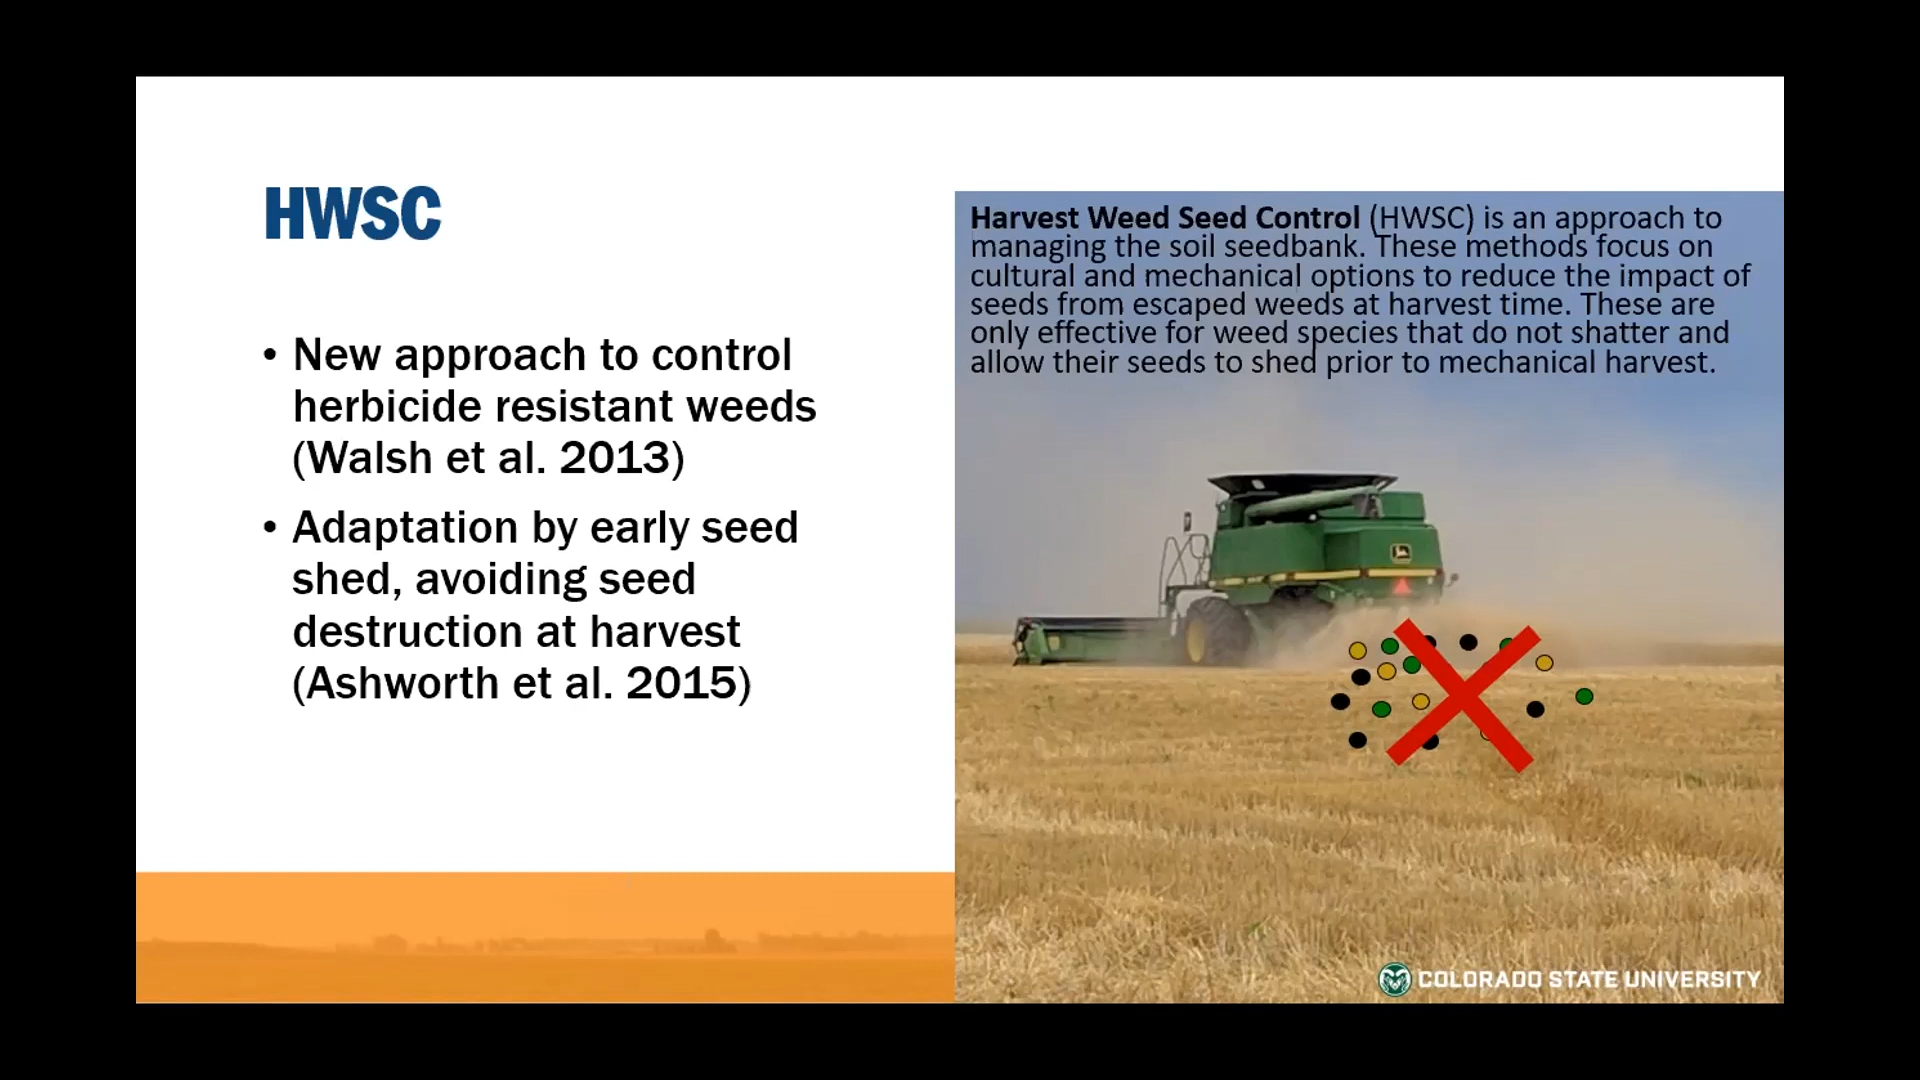 HWSC
• New approach to control
herbicide resistant weeds
(Walsh et al. 2013)
• Adaptation by early seed
shed, avoiding seed
destruction at harvest
(Ashworth et al. 2015)
Harvest Weed Seed Control (HWSC) is an approach to
managing the soil seedbank. These methods focus on
cultural and mechanical options to reduce the impact of
seeds from escaped weeds at harvest time. These are
only effective for weed species that do not shatter and
allow their seeds to shed prior to mechanical harvest.
COLORADO STATE UNIVERSITY